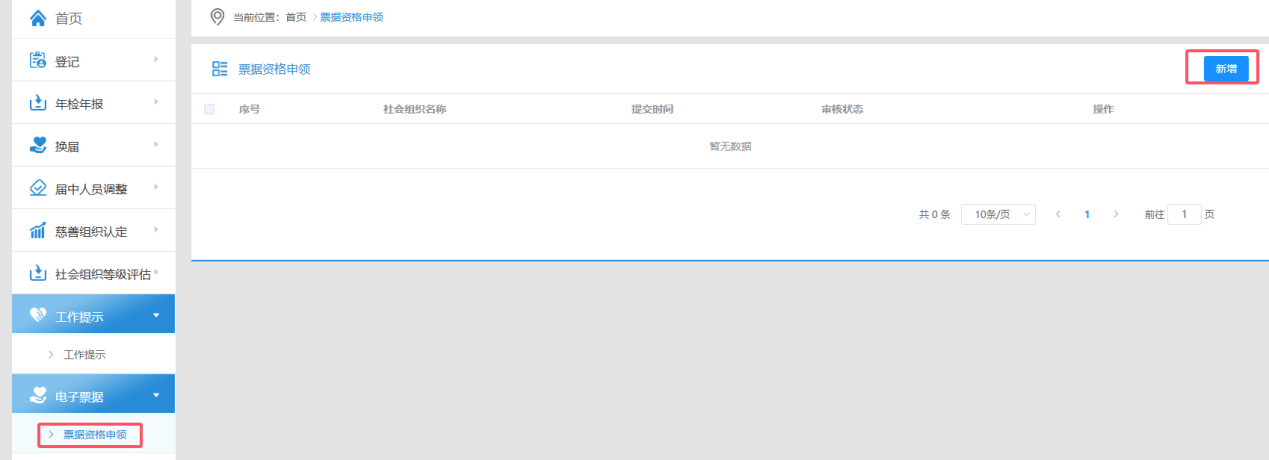 首页
登记
年检年报
换届
届中人员调整
慈善组织认定
社会组织等级评估
工作提示
工作提示
电子票据
票据资格申领
当前位置：首页 〉票据资格申领
票据资格申领
新增
序号 社会组织名称 提交时间 审核状态 操作
暂无数据
共 0 条 10条/页 1 前往 1 页